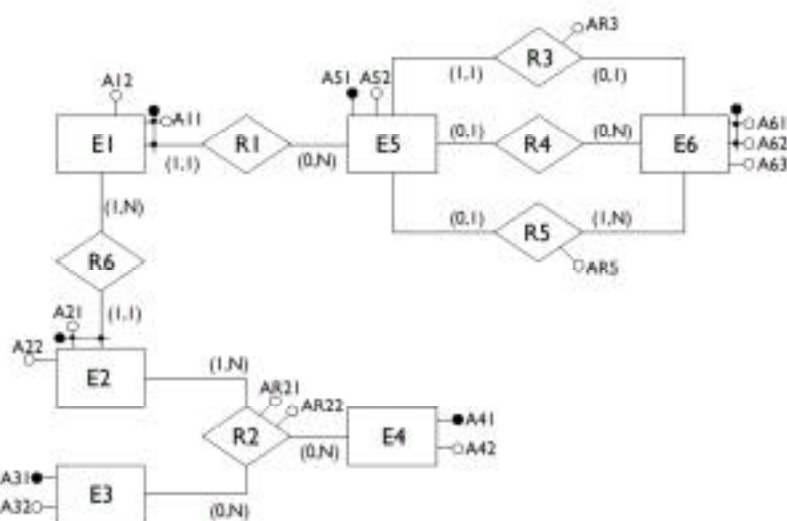 AR3
R3
A12
A51 A52
(1,1)
(0,1)
A11
A61
E1
R1
E5
(0,1)
R4
(0,N)
E6
A62
(1,1)
(0,N)
A63
(1,N)
(0,1)
(1,N)
R5
R6
AR5
A21
(1,1)
A22
E2
(1,N)
AR21
AR22
A41
R2
E4
(0,N)
A42
A31
E3
A32
(0,N)